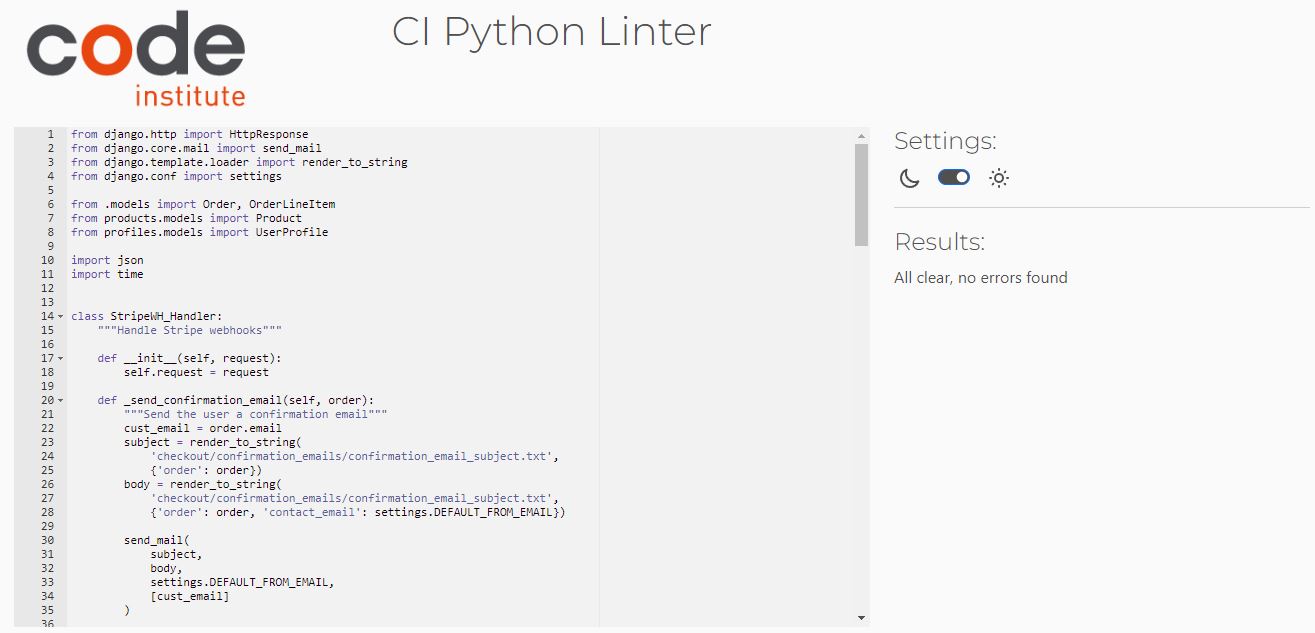 code
institute
CI Python Linter
1 from django.http import HttpResponse
2 from django.core.mail import send_mail
3 from django.template.loader import render_to_string
4 from django.conf import settings
5
6 from .models import Order, OrderLineItem
7 from products.models import Product
8 from profiles.models import UserProfile
9
10 import json
11 import time
12
13
14 class StripeWH_Handler:
15 """Handle Stripe webhooks"""
16
17 def __init__(self, request):
18 self.request = request
19
20 def _send_confirmation_email(self, order):
21 """Send the user a confirmation email"""
22 cust_email = order.email
23 subject = render_to_string(
24 'checkout/confirmation_emails/confirmation_email_subject.txt',
25 {'order': order})
26 body = render_to_string(
27 'checkout/confirmation_emails/confirmation_email_subject.txt',
28 {'order': order, 'contact_email': settings.DEFAULT_FROM_EMAIL})
29
30 send_mail(
31 subject,
32 body,
33 settings.DEFAULT_FROM_EMAIL,
34 [cust_email]
35 )
36
Settings:
Results:
All clear, no errors found